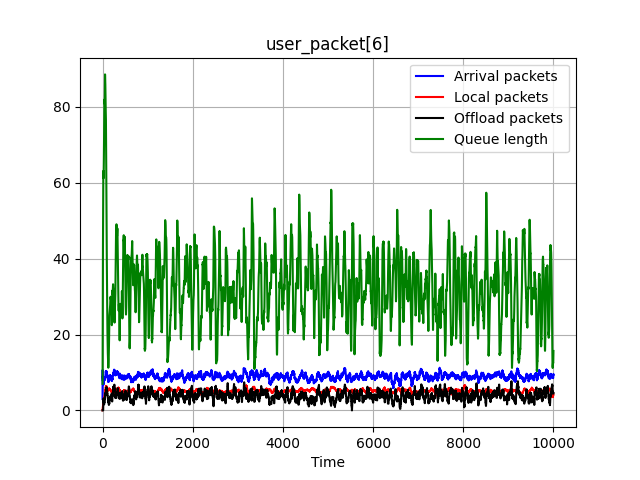 user_packet[6]
Arrival packets
Local packets
Offload packets
Queue length
80
60
40
20
0
0 2000 4000 6000 8000 10000
Time